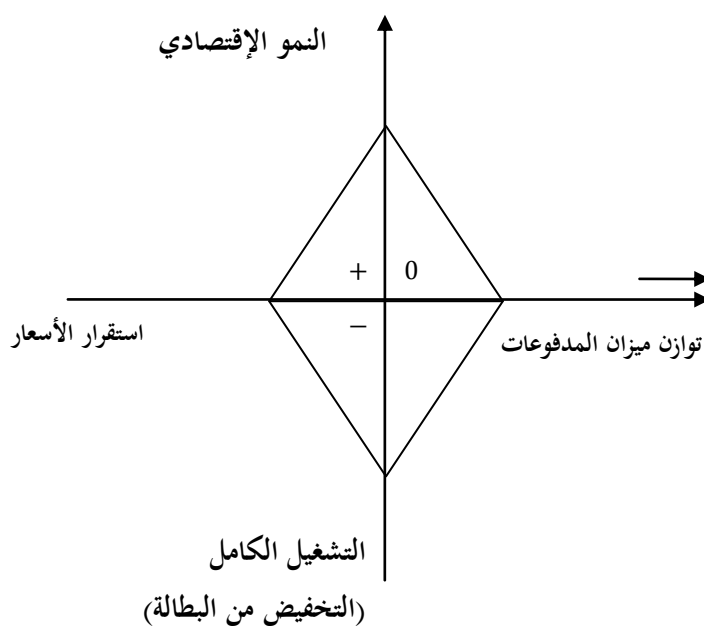 النمو الإقتصادي
+ 0
−
استقرار الأسعار
توازن ميزان المدفوعات
التشغيل الكامل
(التخفيض من البطالة)